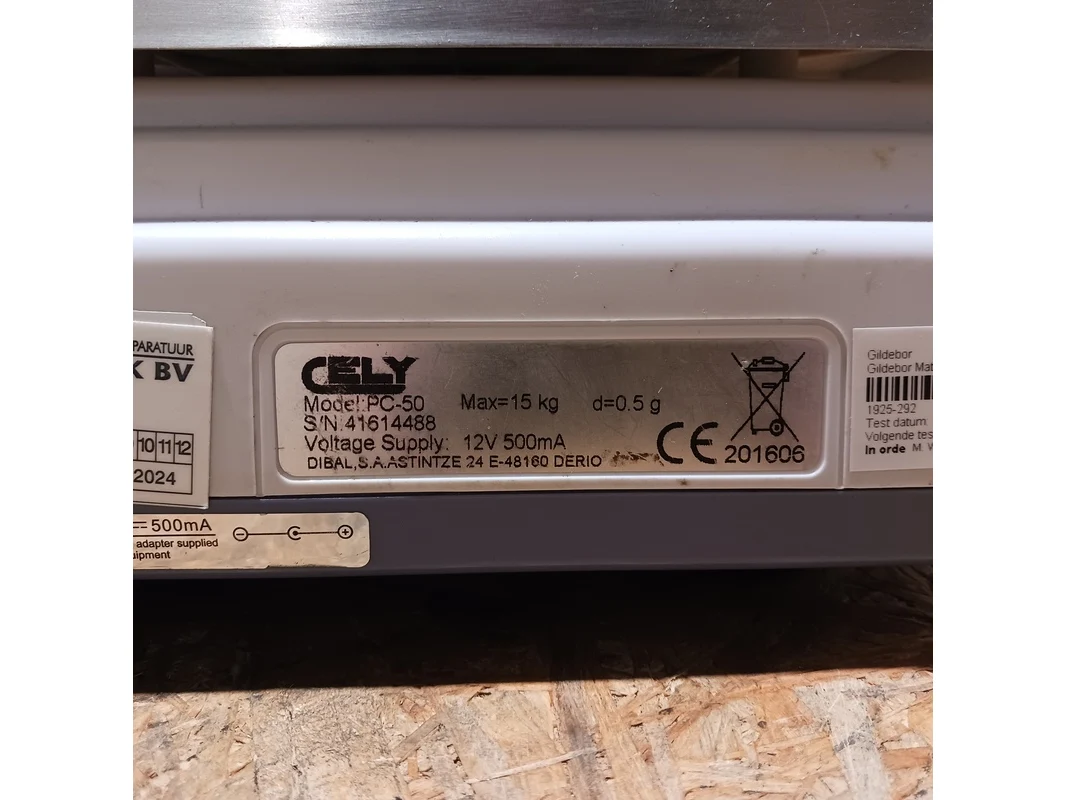 PARATUUR
K BV
10 11 12
2024
CELY
Model:PC-50 Max=15 kg d=0.5 g
S/N:41614488
Voltage Supply: 12V 500mA
DIBAL,S.A.ASTINTZE 24 E-48160 DERIO
CE
201606
Gildebor
Gildebor Mat
1925-292
Test datum
Volgende tes
In orde M. W
500mA
adapter supplied
uipment